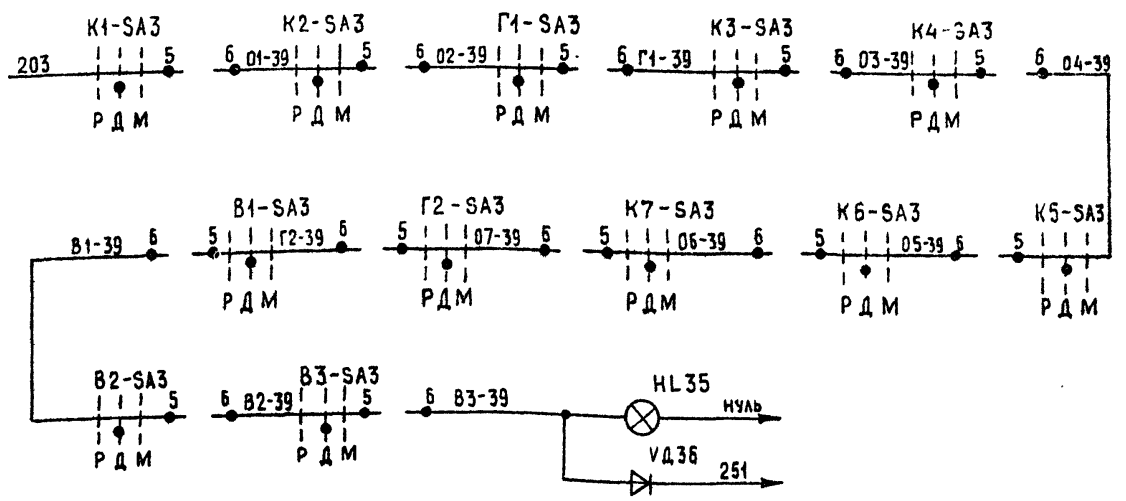 К1-SA3 К2-SA3 Г1-SA3 К3-SA3 К4-SA3
203 5 6 01-39 5 6 02-39 5 6 Г1-39 5 6 03-39 5 6 04-39
Р Д М Р Д М Р Д М Р Д М Р Д М
В1-SA3 Г2-SA3 К7-SA3 К6-SA3 К5-SA3
В1-39 6 5 Г2-39 6 5 07-39 6 5 06-39 6 5 05-39 6 5
Р Д М Р Д М Р Д М Р Д М Р Д М
В2-SA3 В3-SA3 HL35
5 6 В2-39 5 6 В3-39 НУЛЬ
Р Д М Р Д М VД36 251